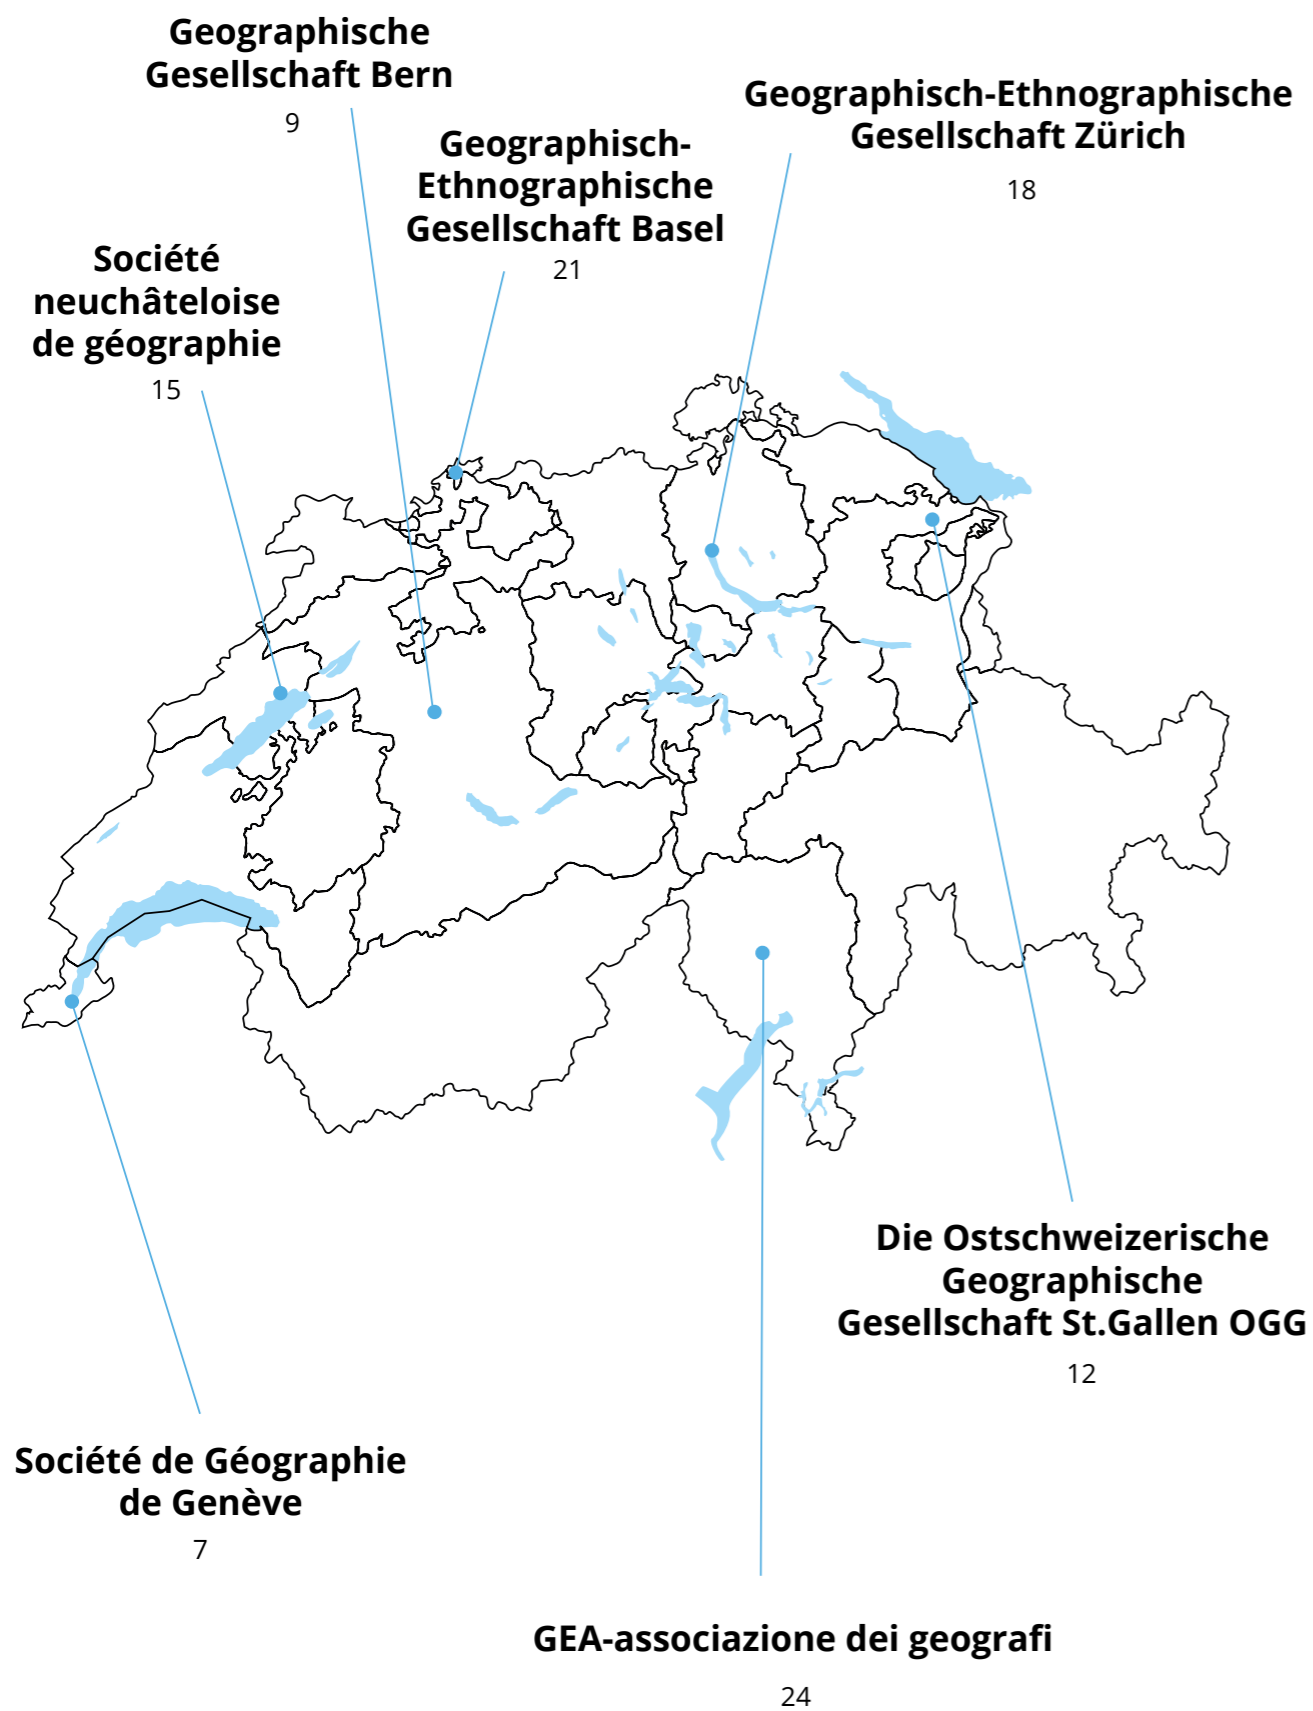 Geographische
Gesellschaft Bern
9
Geographisch-Ethnographische
Gesellschaft Zürich
18
Geographisch-
Ethnographische
Gesellschaft Basel
21
Société
neuchâteloise
de géographie
15
Die Ostschweizerische
Geographische
Gesellschaft St.Gallen OGG
12
Société de Géographie
de Genève
7
GEA-associazione dei geografi
24